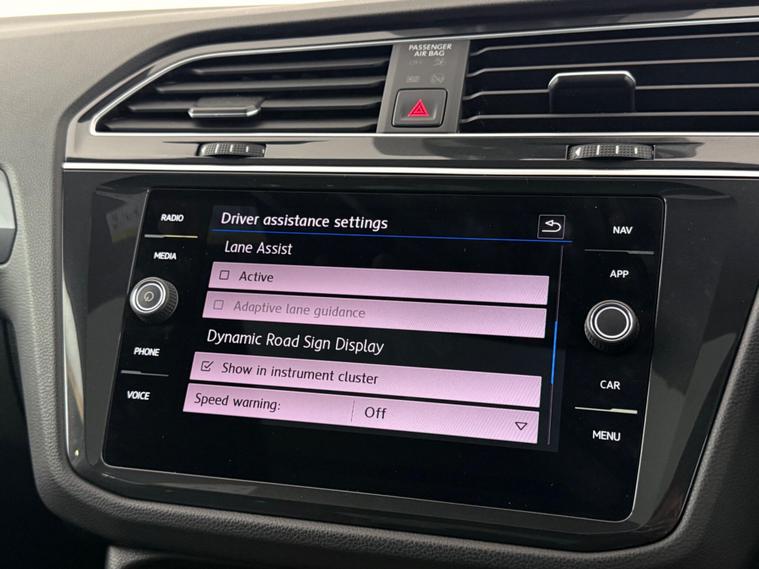 PASSENGER
AIR BAG
RADIO
MEDIA
PHONE
VOICE
Driver assistance settings
Lane Assist
Active
Adaptive lane guidance
Dynamic Road Sign Display
Show in instrument cluster
Speed warning: Off
NAV
APP
CAR
MENU